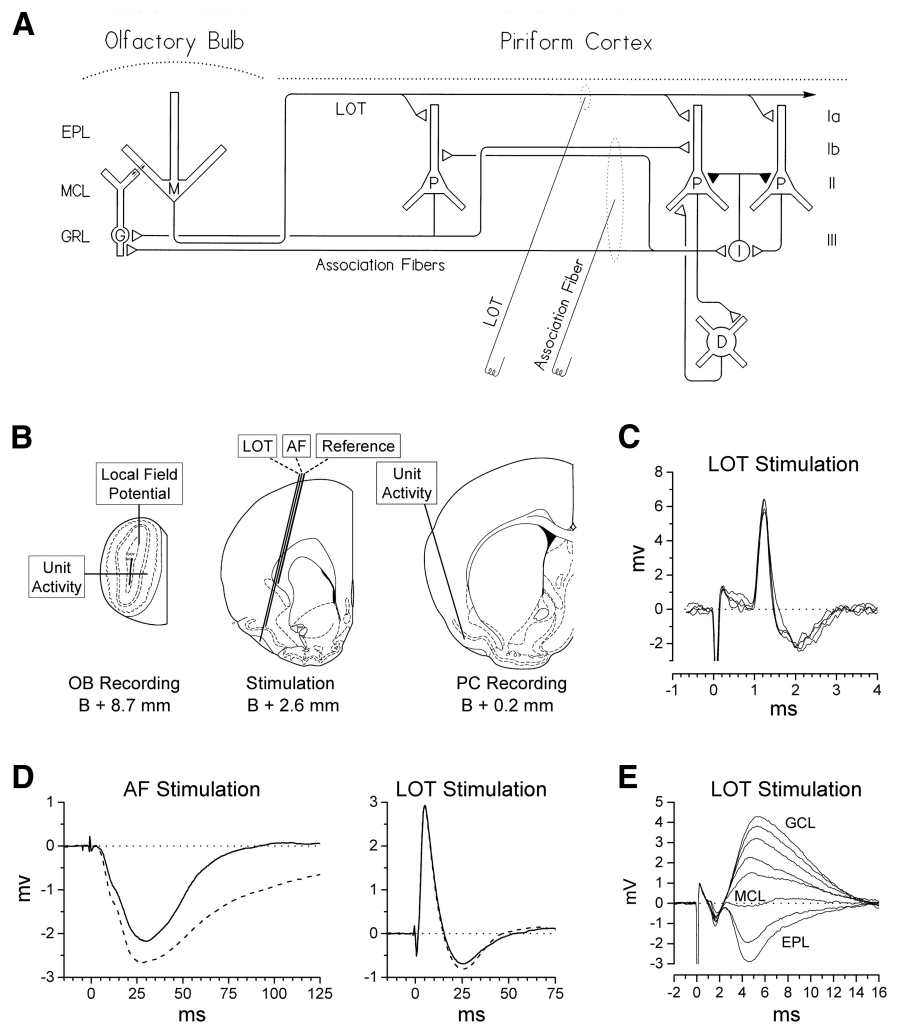 A
Olfactory Bulb
Piriform Cortex
LOT
EPL
MCL
GRL
M
G
P
P
P
Ia
Ib
II
III
I
D
Association Fibers
LOT
Association Fiber
B
LOT
AF
Reference
Local Field
Potential
Unit
Activity
Unit
Activity
OB Recording
B + 8.7 mm
Stimulation
B + 2.6 mm
PC Recording
B + 0.2 mm
C
LOT Stimulation
mv
8
6
4
2
0
-2
-1 0 1 2 3 4
ms
D
AF Stimulation
mv
1
0
-1
-2
-3
0 25 50 75 100 125
ms
LOT Stimulation
3
2
1
0
-1
0 25 50 75
ms
E
LOT Stimulation
mV
5
4
3
2
1
0
-1
-2
-3
GCL
MCL
EPL
-2 0 2 4 6 8 10 12 14 16
ms